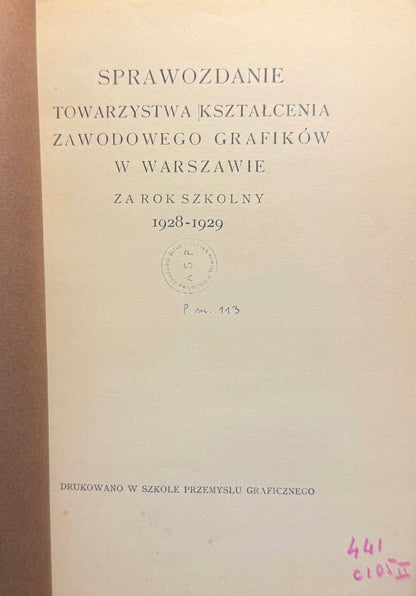 SPRAWOZDANIE
TOWARZYSTWA KSZTAŁCENIA
ZAWODOWEGO GRAFIKÓW
W WARSZAWIE
ZA ROK SZKOLNY
1928-1929
ASP
P m. 113
DRUKOWANO W SZKOLE PRZEMYSŁU GRAFICZNEGO
441
c105 II